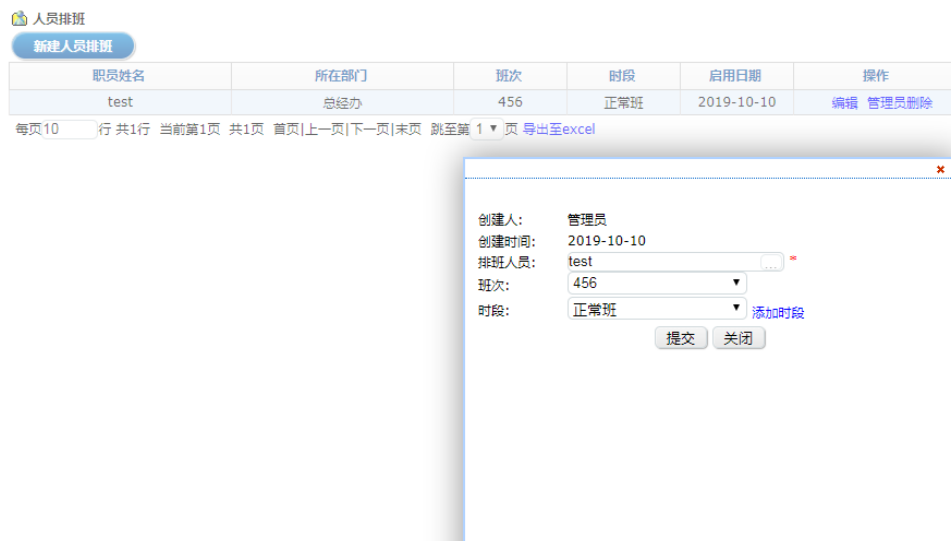 人员排班
新建人员排班
职员姓名 所在部门 班次 时段 启用日期 操作
test 总经办 456 正常班 2019-10-10 编辑 管理员删除
每页10 行 共1行 当前第1页 共1页 首页|上一页|下一页|末页 跳至第 1 页 导出至excel
创建人: 管理员
创建时间: 2019-10-10
排班人员: test ... *
班次: 456
时段: 正常班 添加时段
提交 关闭